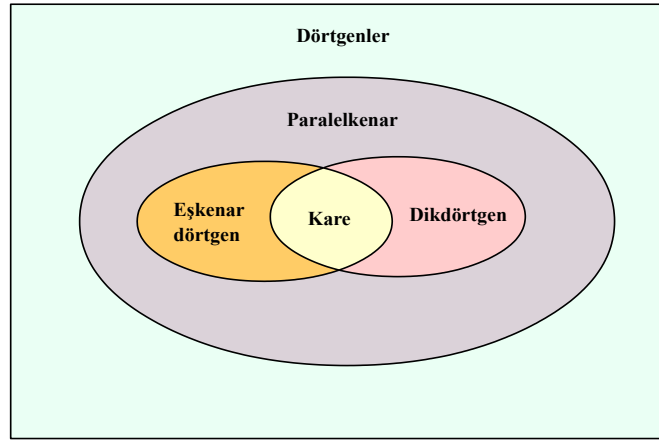 Dörtgenler
Paralelkenar
Eşkenar
dörtgen
Kare
Dikdörtgen